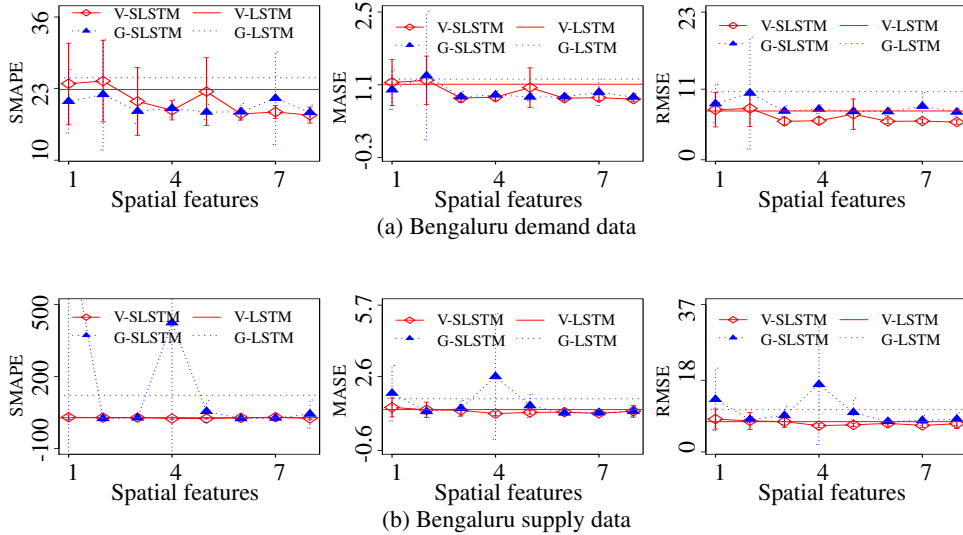 V-SLSTM V-LSTM
G-SLSTM G-LSTM
SMAPE
36
23
10
1 4 7
Spatial features
V-SLSTM V-LSTM
G-SLSTM G-LSTM
MASE
2.5
1.1
-0.3
1 4 7
Spatial features
V-SLSTM V-LSTM
G-SLSTM G-LSTM
RMSE
23
11
0
1 4 7
Spatial features
(a) Bengaluru demand data
V-SLSTM V-LSTM
G-SLSTM G-LSTM
SMAPE
500
200
-100
1 4 7
Spatial features
V-SLSTM V-LSTM
G-SLSTM G-LSTM
MASE
5.7
2.6
-0.6
1 4 7
Spatial features
V-SLSTM V-LSTM
G-SLSTM G-LSTM
RMSE
37
18
0
1 4 7
Spatial features
(b) Bengaluru supply data